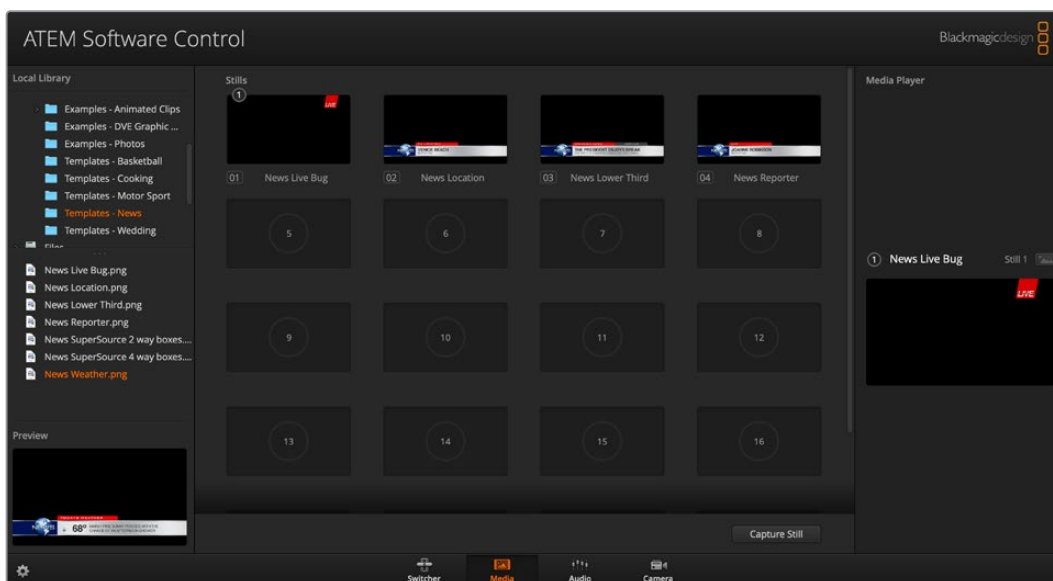 ATEM Software Control
Blackmagicdesign
Local Library
Examples - Animated Clips
Examples - DVE Graphic ...
Examples - Photos
Templates - Basketball
Templates - Cooking
Templates - Motor Sport
Templates - News
Templates - Wedding
Files
News Live Bug.png
News Location.png
News Lower Third.png
News Reporter.png
News SuperSource 2 way boxes....
News SuperSource 4 way boxes....
News Weather.png
Preview
68°
Stills
1
LIVE
VENICE BEACH
JOANNE ROBINSON
01 News Live Bug
02 News Location
03 News Lower Third
04 News Reporter
5
6
7
8
9
10
11
12
13
14
15
16
Capture Still
Media Player
1 News Live Bug Still 1
LIVE
Switcher
Media
Audio
Camera